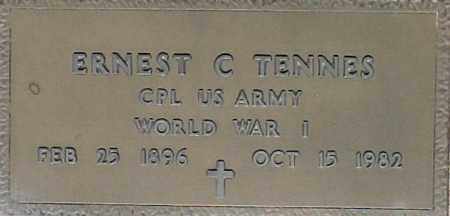 ERNEST C TENNES
CPL US ARMY
WORLD WAR I
FEB 25 1896 OCT 15 1982